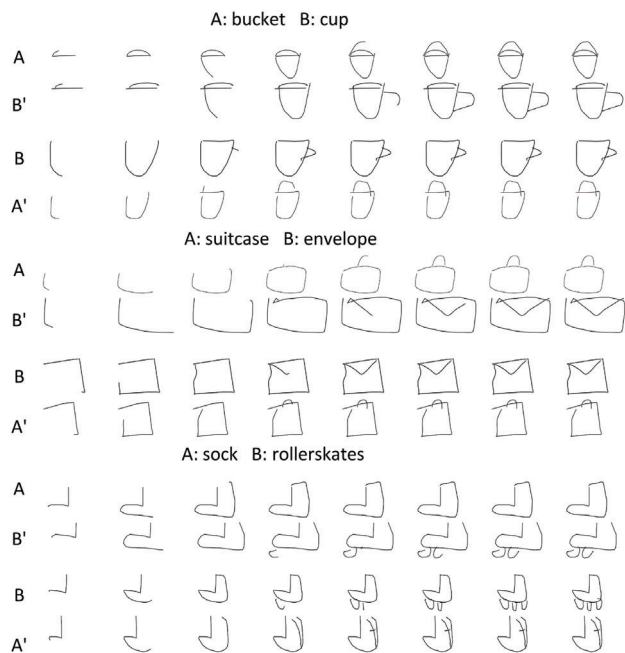 A: bucket B: cup
A
B'
B
A'
A: suitcase B: envelope
A
B'
B
A'
A: sock B: rollerskates
A
B'
B
A'